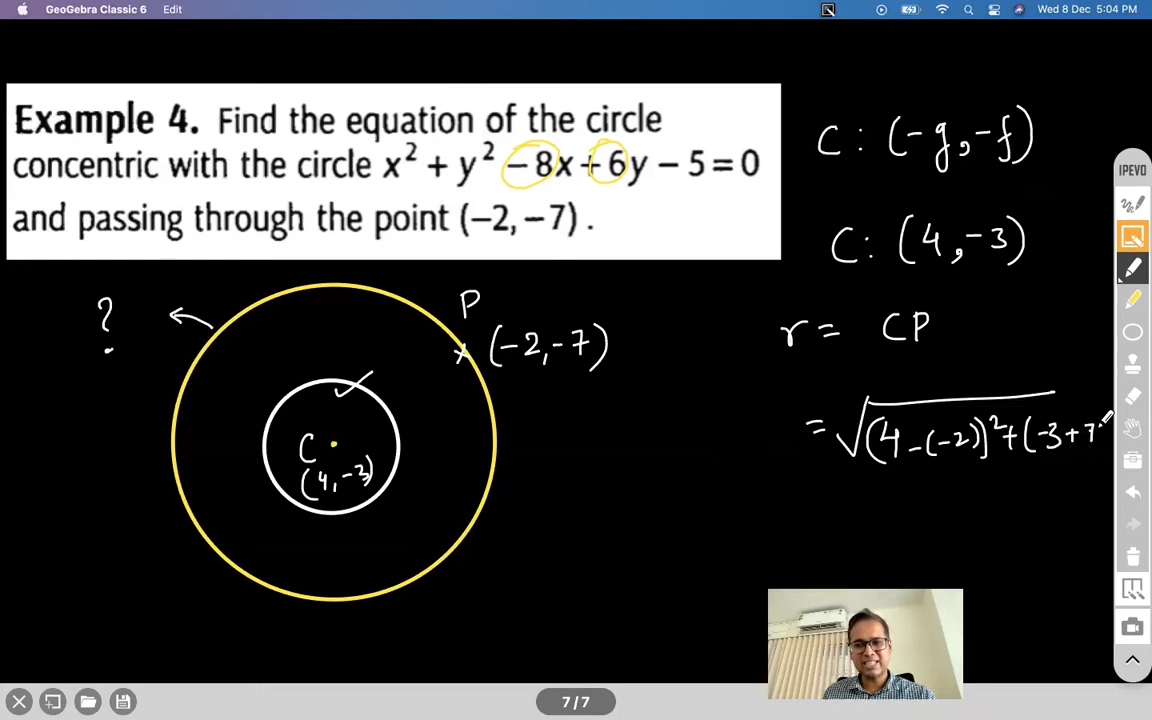 GeoGebra Classic 6 Edit Wed 8 Dec 5:04 PM
Example 4. Find the equation of the circle
concentric with the circle x² + y² − 8x + 6y − 5 = 0
and passing through the point (−2, −7) .
C : (-g, -f)
C : (4, -3)
r = CP
= √(4 - (-2))² + (-3+7
?
P
(-2, -7)
C
(4, -3)
IPEVO
7/7